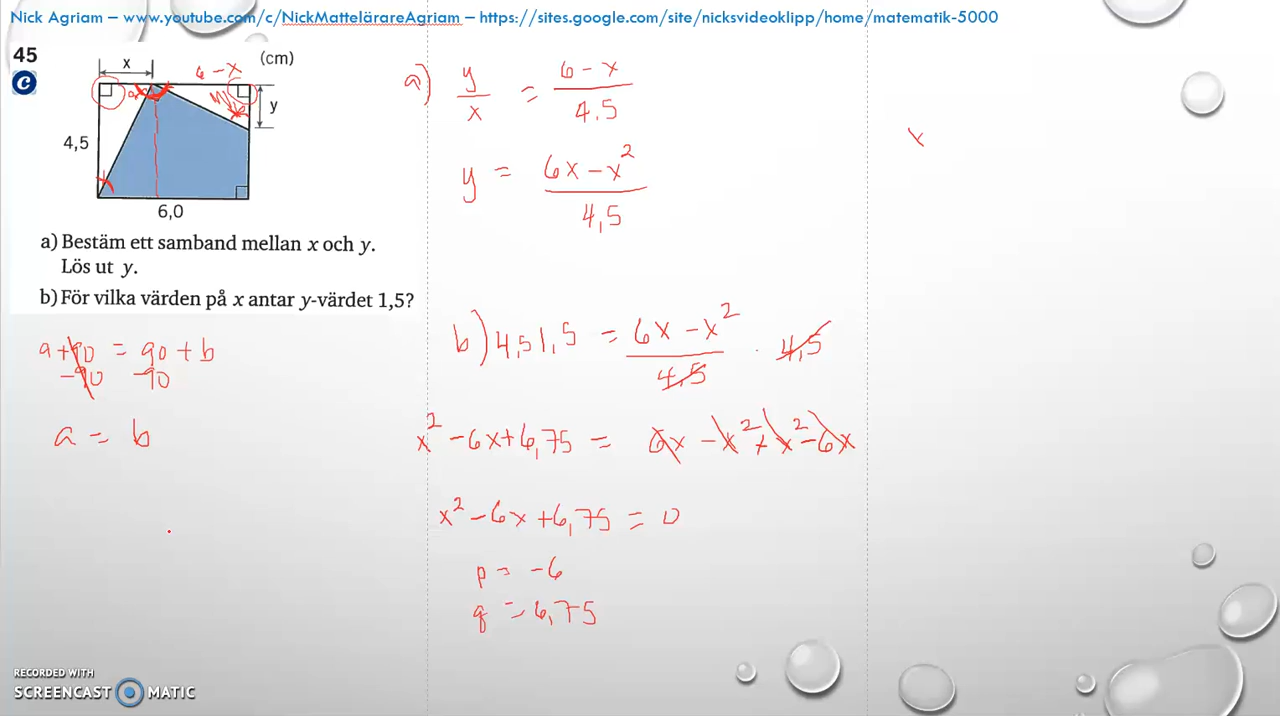 Nick Agriam – www.youtube.com/c/NickMattelärareAgriam – https://sites.google.com/site/nicksvideoklipp/home/matematik-5000
45
C
x
6 - x
(cm)
y
4,5
6,0
a) Bestäm ett samband mellan x och y.
Lös ut y.
b) För vilka värden på x antar y-värdet 1,5?
a + 90 = 90 + b
-90 -90
a = b
a) y/x = (6 - x)/4.5
y = (6x - x²)/4,5
b) 4,5 1,5 = (6x - x²)/4,5 · 4,5
x² - 6x + 6,75 = 6x - x² + x² - 6x
x² - 6x + 6,75 = 0
p = -6
q = 6,75
x
RECORDED WITH
SCREENCAST MATIC